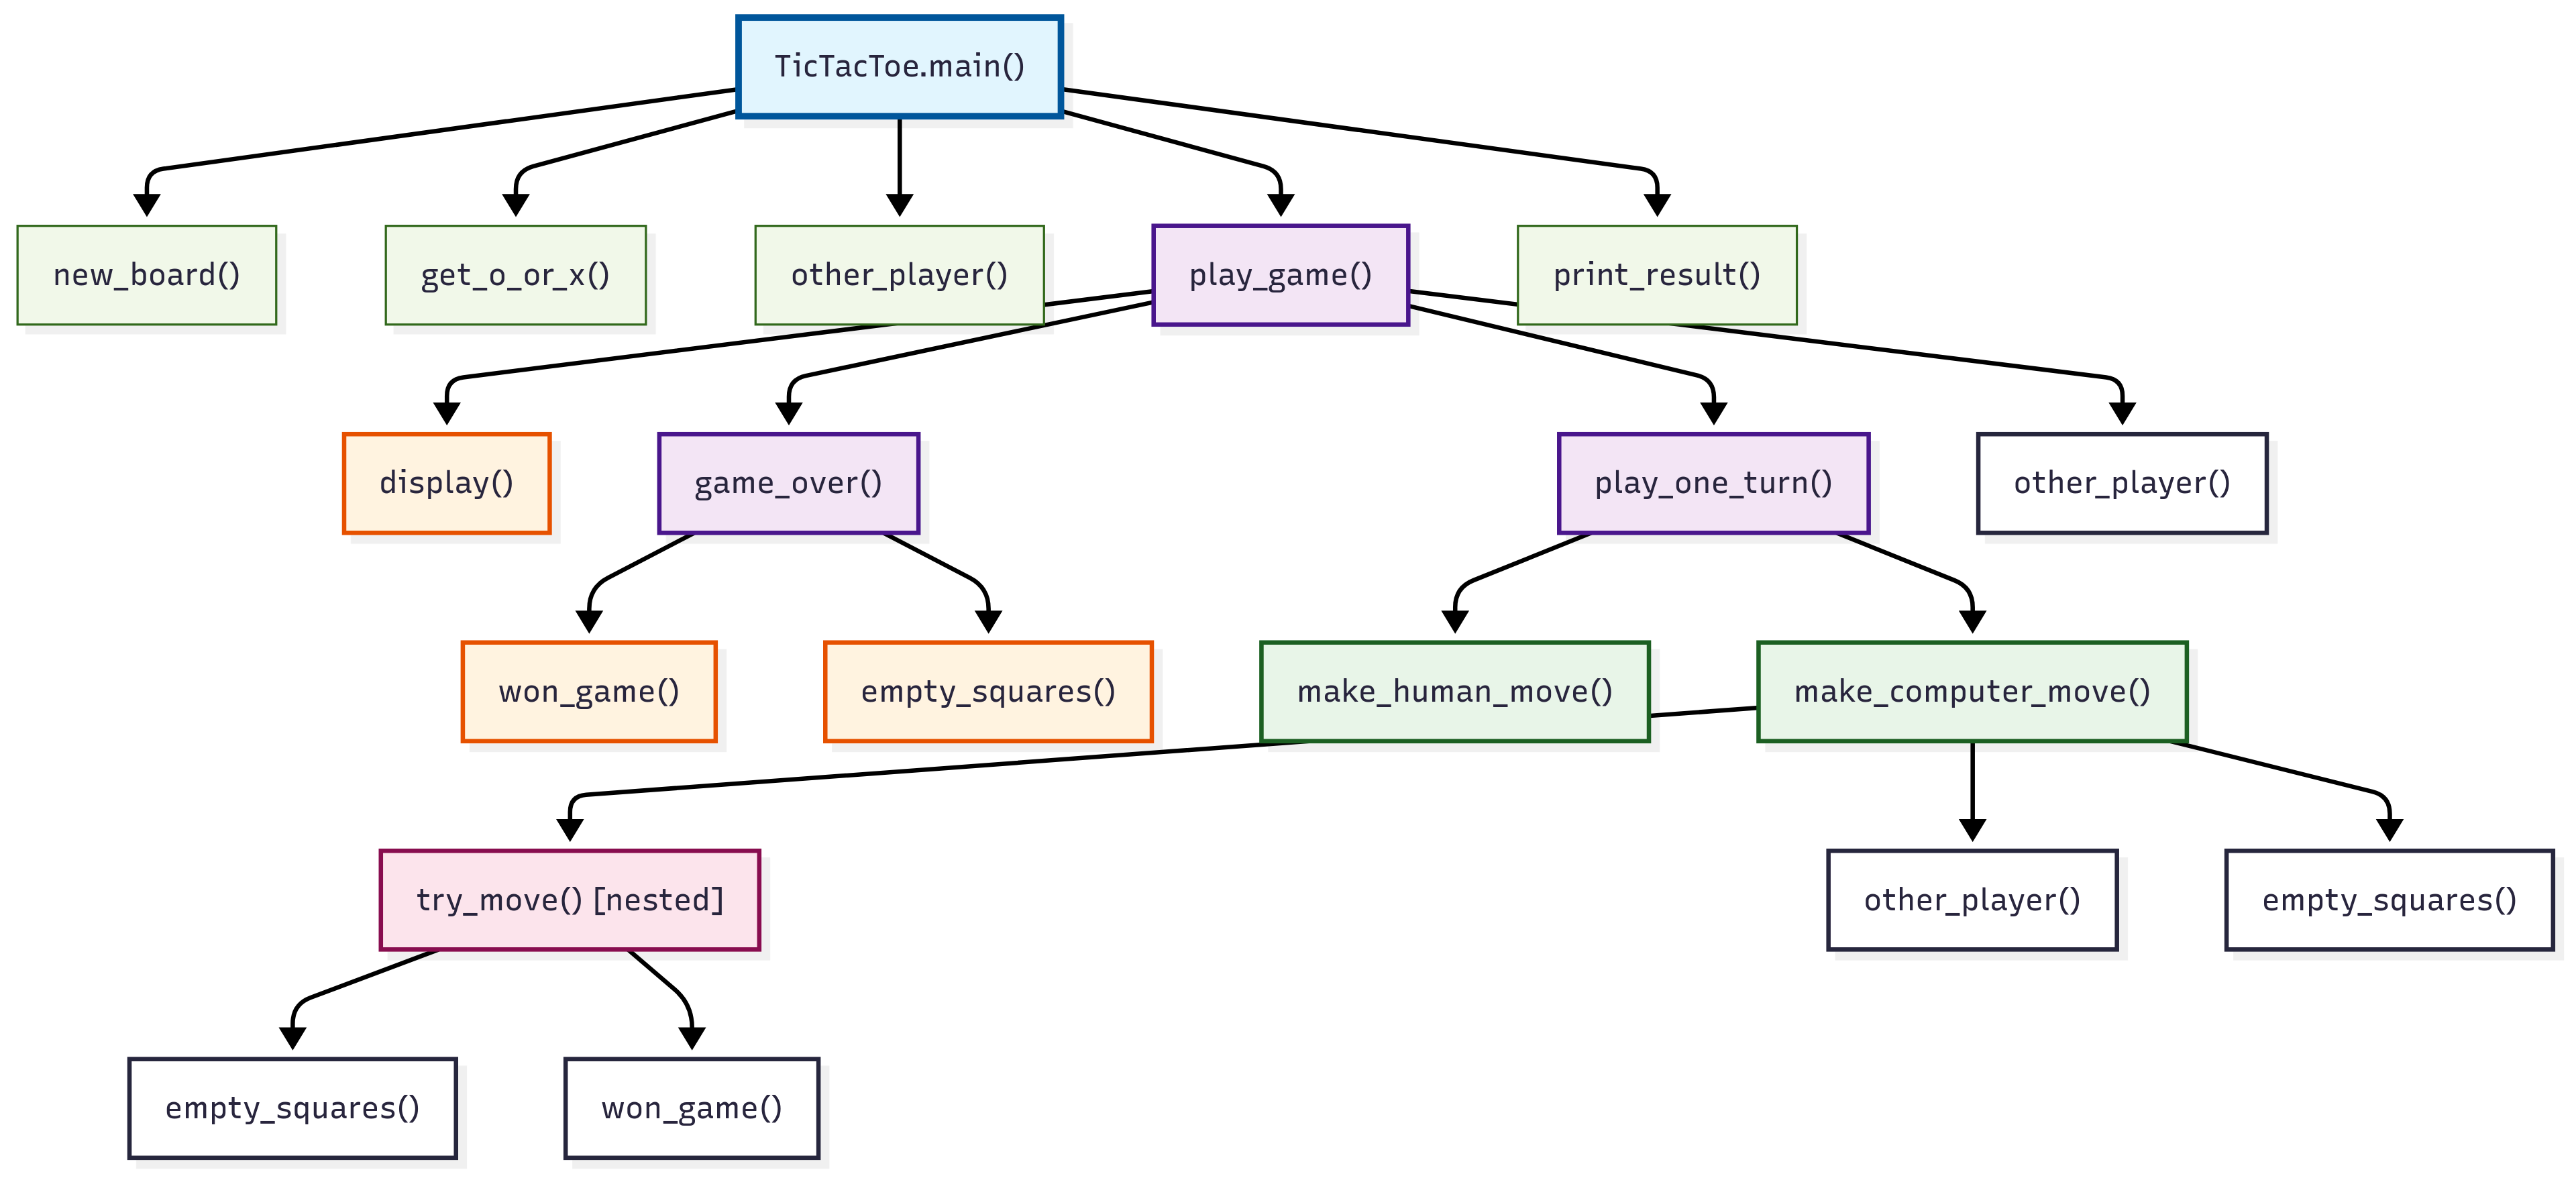 TicTacToe.main()
new_board()
get_o_or_x()
other_player()
play_game()
print_result()
display()
game_over()
play_one_turn()
other_player()
won_game()
empty_squares()
make_human_move()
make_computer_move()
try_move() [nested]
other_player()
empty_squares()
empty_squares()
won_game()